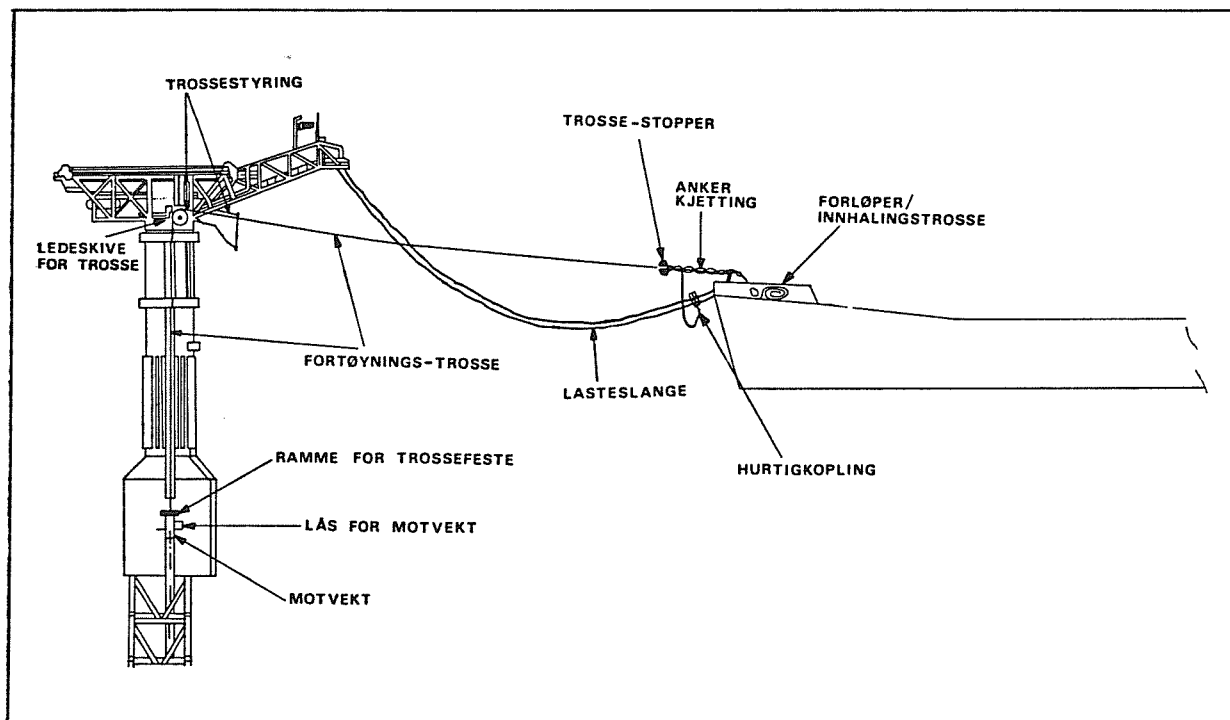 TROSSESTYRING
TROSSE-STOPPER
ANKER
KJETTING
FORLØPER/
INNHALINGSTROSSE
LEDESKIVE
FOR TROSSE
FORTØYNINGS-TROSSE
LASTESLANGE
HURTIGKOPLING
RAMME FOR TROSSEFESTE
LÅS FOR MOTVEKT
MOTVEKT